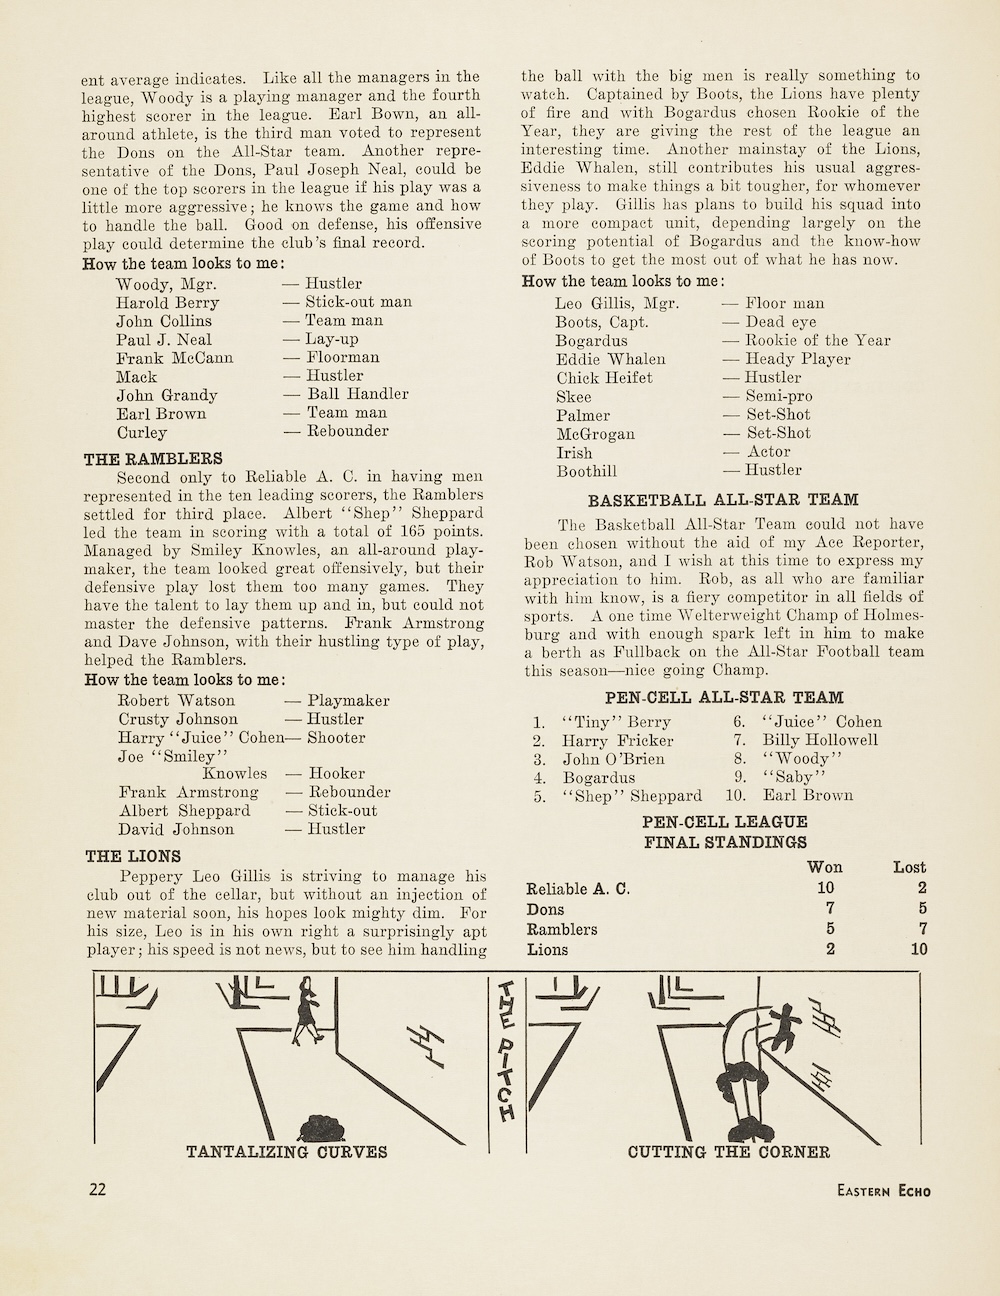 ent average indicates. Like all the managers in the
league, Woody is a playing manager and the fourth
highest scorer in the league. Earl Bown, an all-
around athlete, is the third man voted to represent
the Dons on the All-Star team. Another repre-
sentative of the Dons, Paul Joseph Neal, could be
one of the top scorers in the league if his play was a
little more aggressive; he knows the game and how
to handle the ball. Good on defense, his offensive
play could determine the club's final record.
How the team looks to me:
Woody, Mgr. — Hustler
Harold Berry — Stick-out man
John Collins — Team man
Paul J. Neal — Lay-up
Frank McCann — Floorman
Mack — Hustler
John Grandy — Ball Handler
Earl Brown — Team man
Curley — Rebounder
THE RAMBLERS
Second only to Reliable A. C. in having men
represented in the ten leading scorers, the Ramblers
settled for third place. Albert "Shep" Sheppard
led the team in scoring with a total of 165 points.
Managed by Smiley Knowles, an all-around play-
maker, the team looked great offensively, but their
defensive play lost them too many games. They
have the talent to lay them up and in, but could not
master the defensive patterns. Frank Armstrong
and Dave Johnson, with their hustling type of play,
helped the Ramblers.
How the team looks to me:
Robert Watson — Playmaker
Crusty Johnson — Hustler
Harry "Juice" Cohen— Shooter
Joe "Smiley"
Knowles — Hooker
Frank Armstrong — Rebounder
Albert Sheppard — Stick-out
David Johnson — Hustler
THE LIONS
Peppery Leo Gillis is striving to manage his
club out of the cellar, but without an injection of
new material soon, his hopes look mighty dim. For
his size, Leo is in his own right a surprisingly apt
player; his speed is not news, but to see him handling
the ball with the big men is really something to
watch. Captained by Boots, the Lions have plenty
of fire and with Bogardus chosen Rookie of the
Year, they are giving the rest of the league an
interesting time. Another mainstay of the Lions,
Eddie Whalen, still contributes his usual aggres-
siveness to make things a bit tougher, for whomever
they play. Gillis has plans to build his squad into
a more compact unit, depending largely on the
scoring potential of Bogardus and the know-how
of Boots to get the most out of what he has now.
How the team looks to me:
Leo Gillis, Mgr. — Floor man
Boots, Capt. — Dead eye
Bogardus — Rookie of the Year
Eddie Whalen — Heady Player
Chick Heifet — Hustler
Skee — Semi-pro
Palmer — Set-Shot
McGrogan — Set-Shot
Irish — Actor
Boothill — Hustler
BASKETBALL ALL-STAR TEAM
The Basketball All-Star Team could not have
been chosen without the aid of my Ace Reporter,
Rob Watson, and I wish at this time to express my
appreciation to him. Rob, as all who are familiar
with him know, is a fiery competitor in all fields of
sports. A one time Welterweight Champ of Holmes-
burg and with enough spark left in him to make
a berth as Fullback on the All-Star Football team
this season—nice going Champ.
PEN-CELL ALL-STAR TEAM
1. "Tiny" Berry 6. "Juice" Cohen
2. Harry Fricker 7. Billy Hollowell
3. John O'Brien 8. "Woody"
4. Bogardus 9. "Saby"
5. "Shep" Sheppard 10. Earl Brown
PEN-CELL LEAGUE
FINAL STANDINGS
Won Lost
Reliable A. C. 10 2
Dons 7 5
Ramblers 5 7
Lions 2 10
THE PITCH
TANTALIZING CURVES
CUTTING THE CORNER
22
EASTERN ECHO